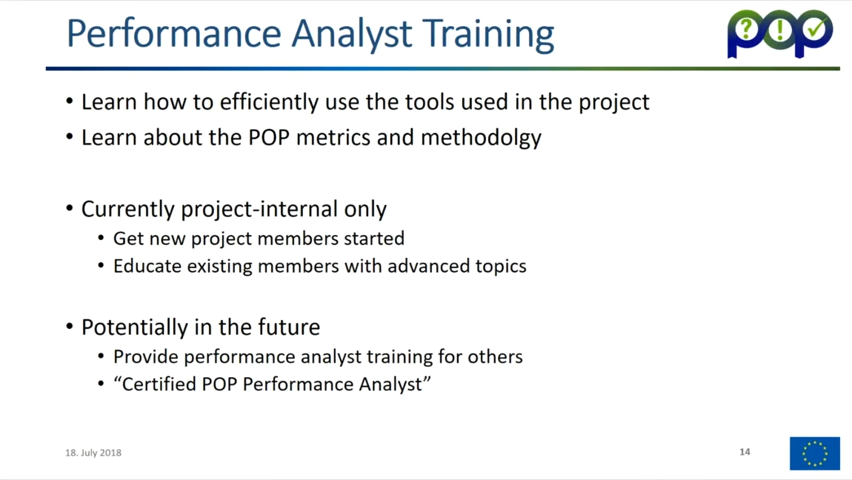 Performance Analyst Training
pop
• Learn how to efficiently use the tools used in the project
• Learn about the POP metrics and methodolgy
• Currently project-internal only
• Get new project members started
• Educate existing members with advanced topics
• Potentially in the future
• Provide performance analyst training for others
• “Certified POP Performance Analyst”
18. July 2018
14